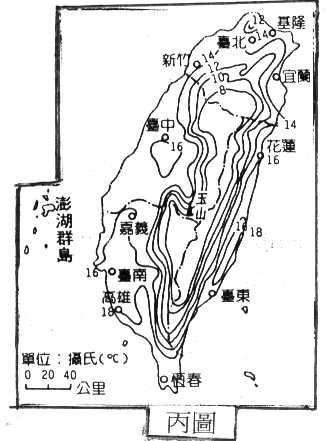 12
基隆
臺北
14
新竹
14
12
10
8
宜蘭
臺中
16
14
花蓮
16
玉山
澎湖群島
嘉義
18
16
16
臺南
高雄
18
臺東
單位：攝氏(℃)
0 20 40
公里
恆春
丙圖